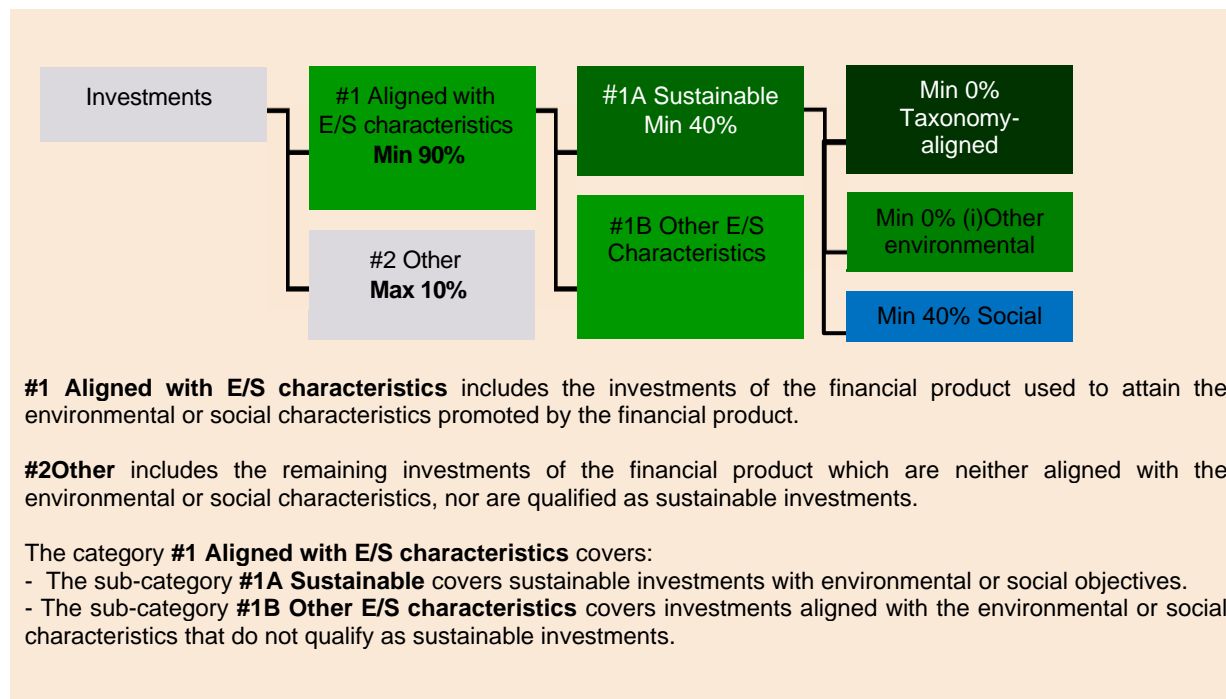 Investments
#1 Aligned with
E/S characteristics
Min 90%
#2 Other
Max 10%
#1A Sustainable
Min 40%
#1B Other E/S
Characteristics
Min 0%
Taxonomy-
aligned
Min 0% (i)Other
environmental
Min 40% Social
#1 Aligned with E/S characteristics includes the investments of the financial product used to attain the
environmental or social characteristics promoted by the financial product.
#2Other includes the remaining investments of the financial product which are neither aligned with the
environmental or social characteristics, nor are qualified as sustainable investments.
The category #1 Aligned with E/S characteristics covers:
- The sub-category #1A Sustainable covers sustainable investments with environmental or social objectives.
- The sub-category #1B Other E/S characteristics covers investments aligned with the environmental or social
characteristics that do not qualify as sustainable investments.